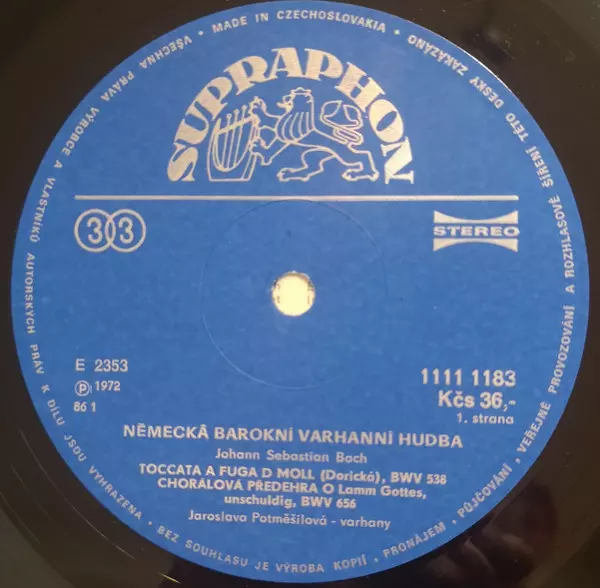 VŠECHNA PRÁVA VÝROBCE A VLASTNÍKŮ AUTORSKÝCH PRÁV K DÍLU JSOU VYHRAZENA • BEZ SOUHLASU JE VÝROBA KOPIÍ • PRONÁJEM • PŮJČOVÁNÍ • VEŘEJNÉ PROVOZOVÁNÍ A ROZHLASOVÉ ŠÍŘENÍ TÉTO DESKY ZAKÁZÁNO • MADE IN CZECHOSLOVAKIA •
SUPRAPHON
33
STEREO
E 2353
℗ 1972
86 1
1111 1183
Kčs 36,-
1. strana
NĚMECKÁ BAROKNÍ VARHANNÍ HUDBA
Johann Sebastian Bach
TOCCATA A FUGA D MOLL (Dorická), BWV 538
CHORÁLOVÁ PŘEDEHRA O Lamm Gottes,
unschuldig, BWV 656
Jaroslava Potměšilová - varhany